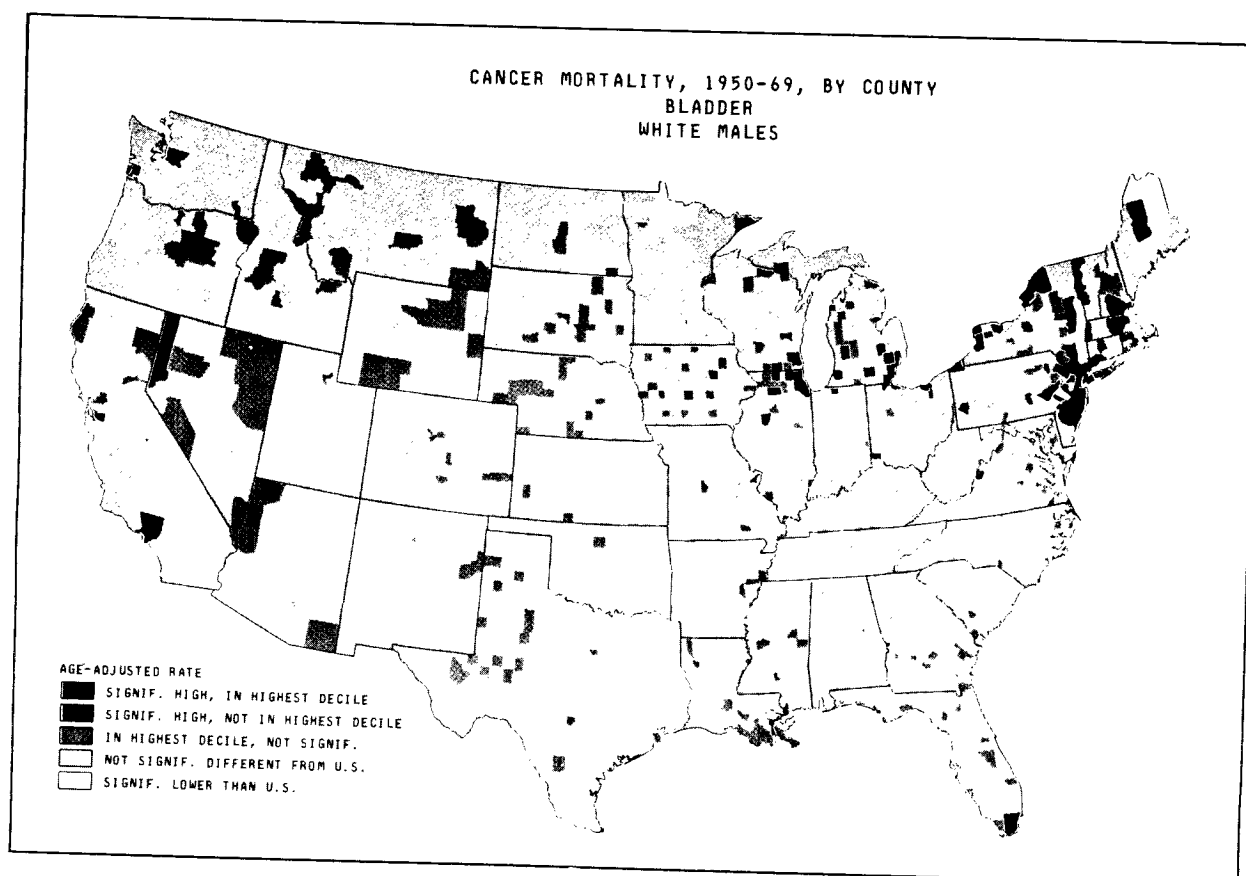 CANCER MORTALITY, 1950-69, BY COUNTY
BLADDER
WHITE MALES
AGE-ADJUSTED RATE
SIGNIF. HIGH, IN HIGHEST DECILE
SIGNIF. HIGH, NOT IN HIGHEST DECILE
IN HIGHEST DECILE, NOT SIGNIF.
NOT SIGNIF. DIFFERENT FROM U.S.
SIGNIF. LOWER THAN U.S.